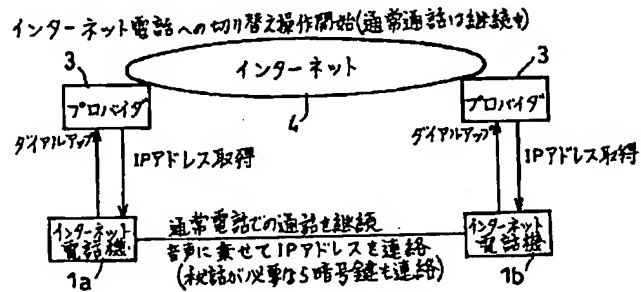 インターネット電話への切り替え操作開始(通常通話は継続中)
3
インターネット
3
プロバイダ
4
プロバイダ
ダイアルアップ
IPアドレス取得
ダイアルアップ
IPアドレス取得
インターネット
電話機
通常電話での通話を継続
音声に乗せてIPアドレスを連絡
(秘話が必要なら暗号鍵も連絡)
インターネット
電話機
1a
1b